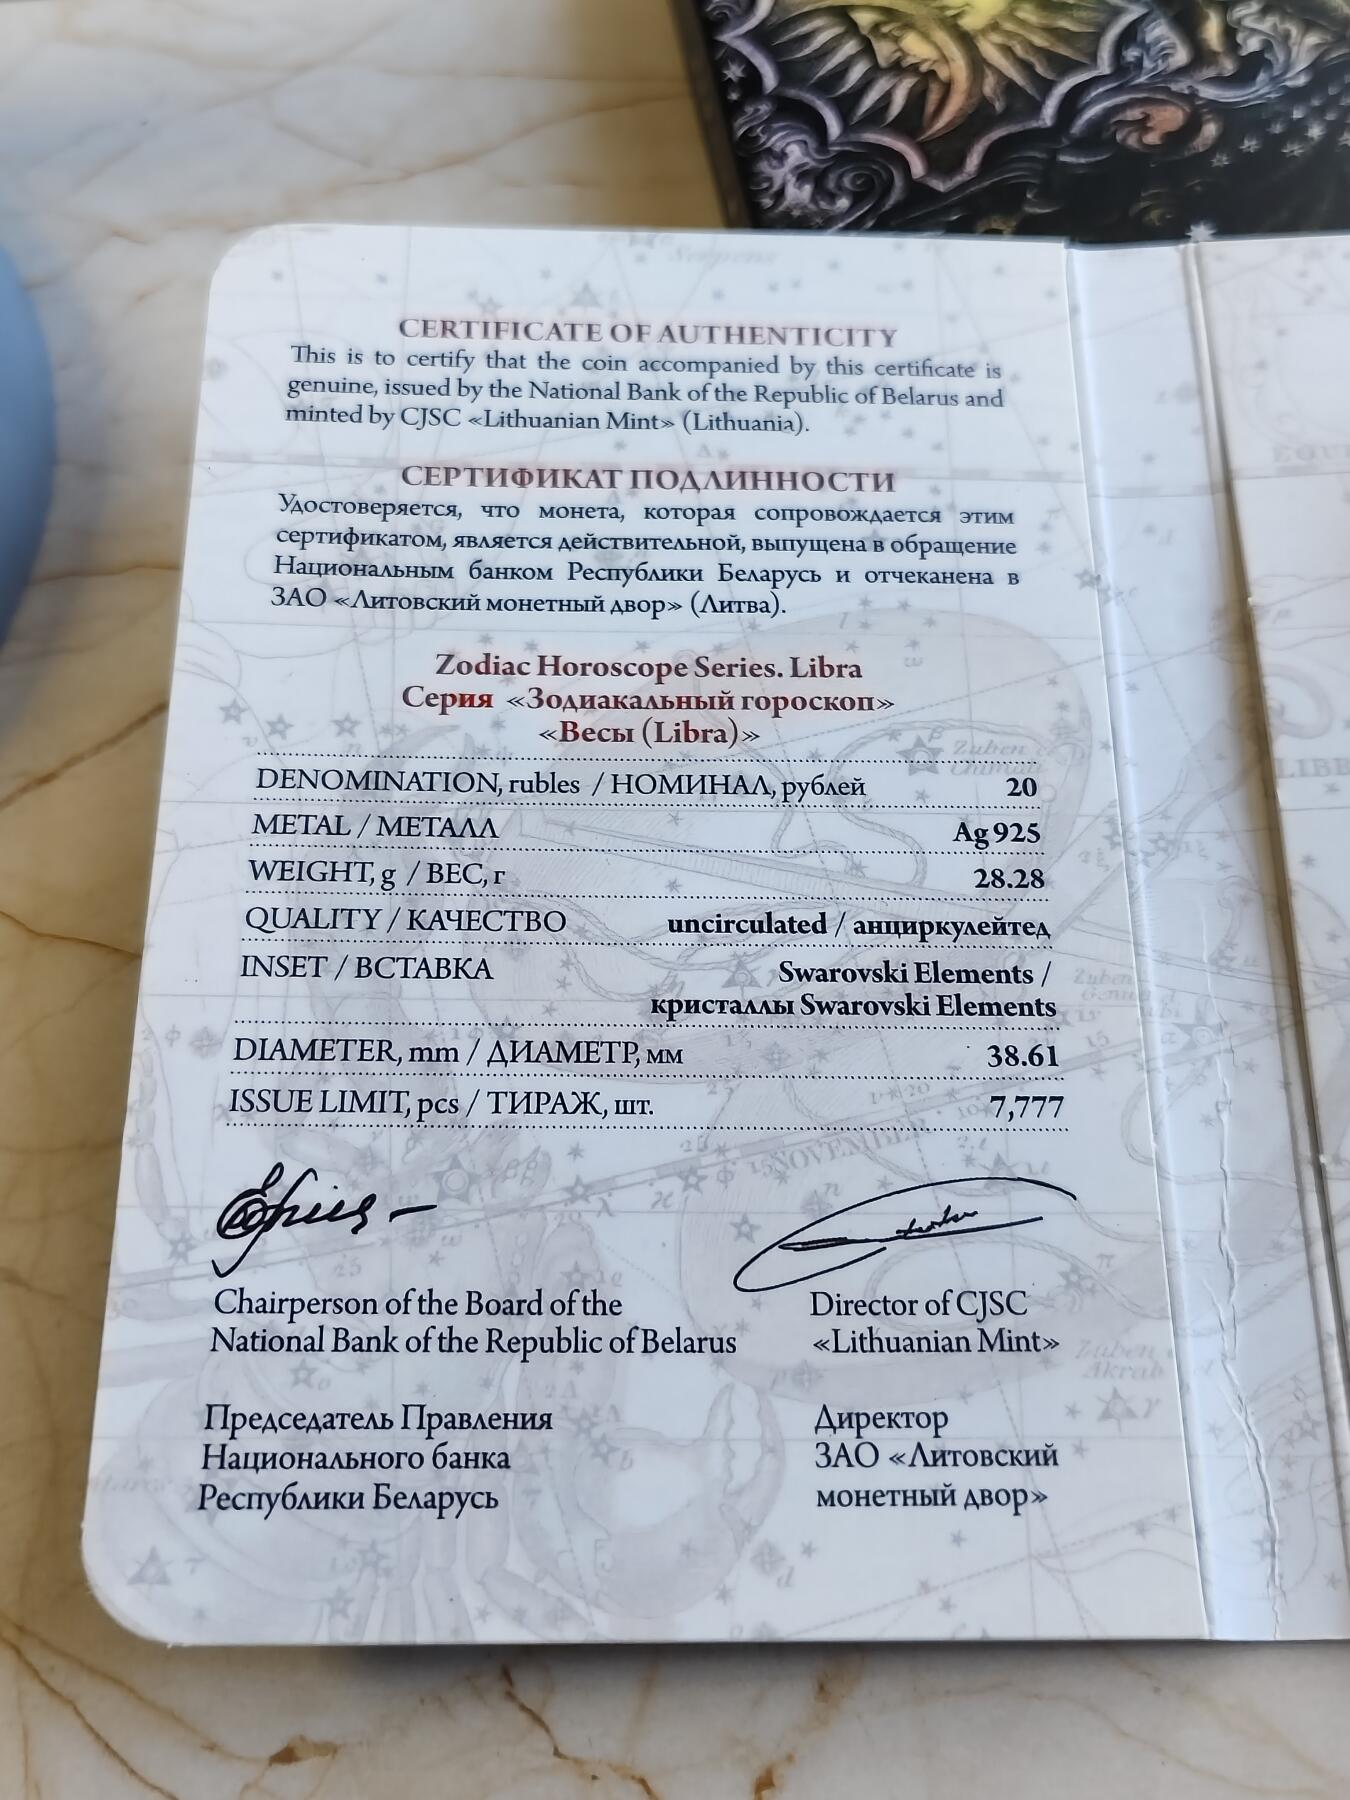 CERTIFICATE OF AUTHENTICITY
This is to certify that the coin accompanied by this certificate is
genuine, issued by the National Bank of the Republic of Belarus and
minted by CJSC «Lithuanian Mint» (Lithuania).
СЕРТИФИКАТ ПОДЛИННОСТИ
Удостоверяется, что монета, которая сопровождается этим
сертификатом, является действительной, выпущена в обращение
Национальным банком Республики Беларусь и отчеканена в
ЗАО «Литовский монетный двор» (Литва).
Zodiac Horoscope Series. Libra
Серия «Зодиакальный гороскоп»
«Весы (Libra)»
DENOMINATION, rubles / НОМИНАЛ, рублей 20
METAL / МЕТАЛЛ Ag 925
WEIGHT, g / ВЕС, г 28.28
QUALITY / КАЧЕСТВО uncirculated / анциркулейтед
INSET / ВСТАВКА Swarovski Elements /
кристаллы Swarovski Elements
DIAMETER, mm / ДИАМЕТР, мм 38.61
ISSUE LIMIT, pcs / ТИРАЖ, шт. 7,777
NOVEMBER
Chairperson of the Board of the
National Bank of the Republic of Belarus
Director of CJSC
«Lithuanian Mint»
Председатель Правления
Национального банка
Республики Беларусь
Директор
ЗАО «Литовский
монетный двор»